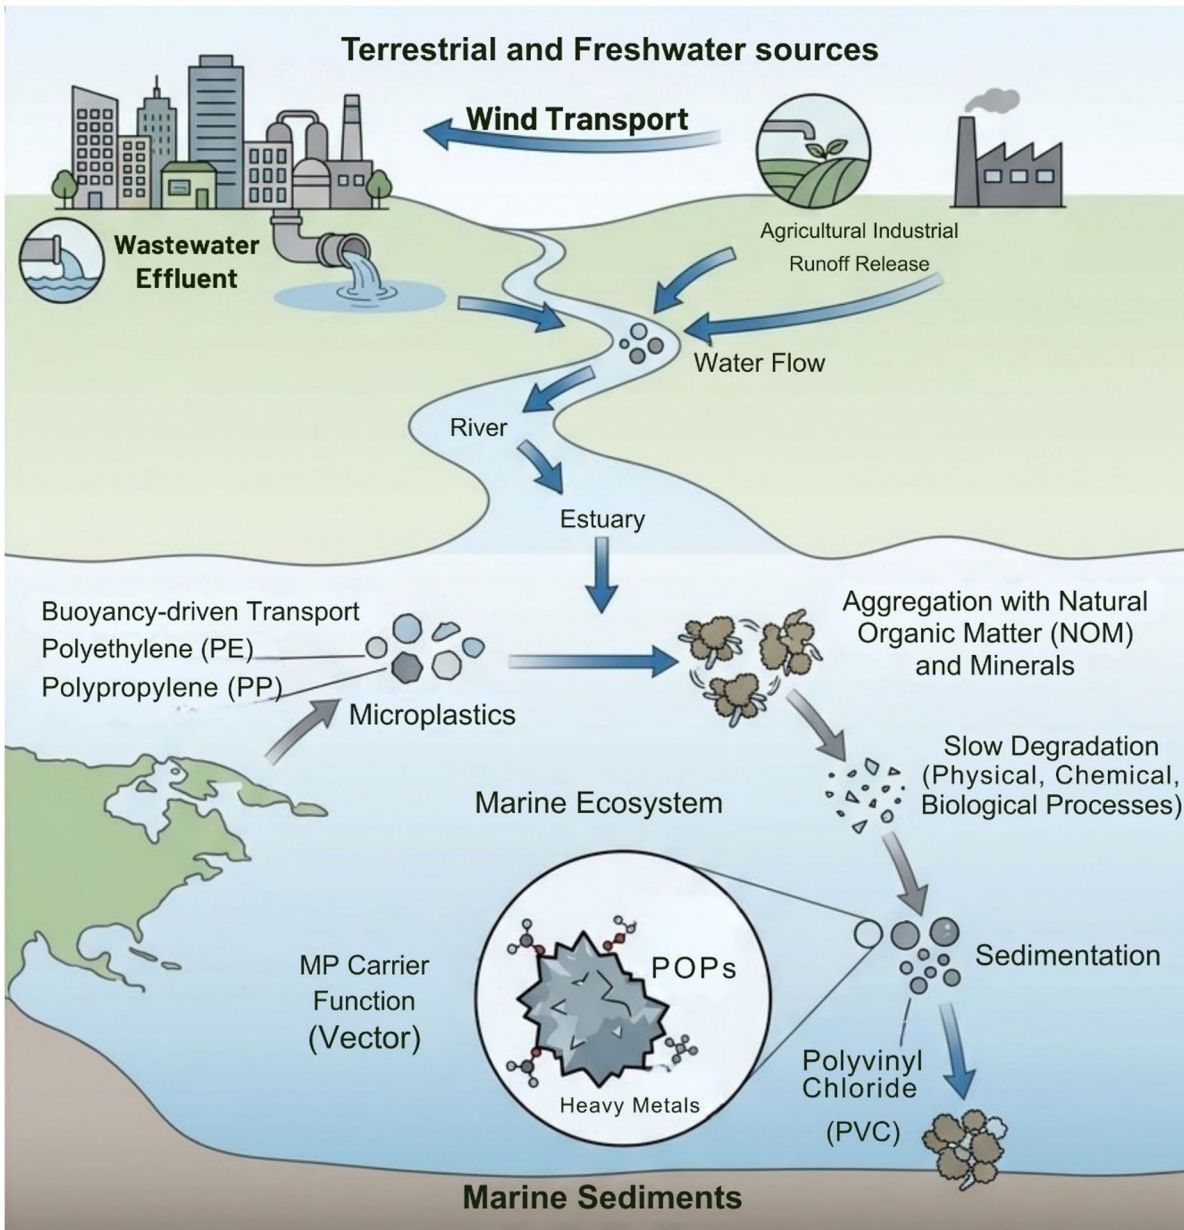 Terrestrial and Freshwater sources
Wind Transport
Wastewater
Effluent
Agricultural Industrial
Runoff Release
Water Flow
River
Estuary
Buoyancy-driven Transport
Polyethylene (PE)
Polypropylene (PP)
Microplastics
Aggregation with Natural
Organic Matter (NOM)
and Minerals
Slow Degradation
(Physical, Chemical,
Biological Processes)
Marine Ecosystem
MP Carrier
Function
(Vector)
POPs
Heavy Metals
Sedimentation
Polyvinyl
Chloride
(PVC)
Marine Sediments